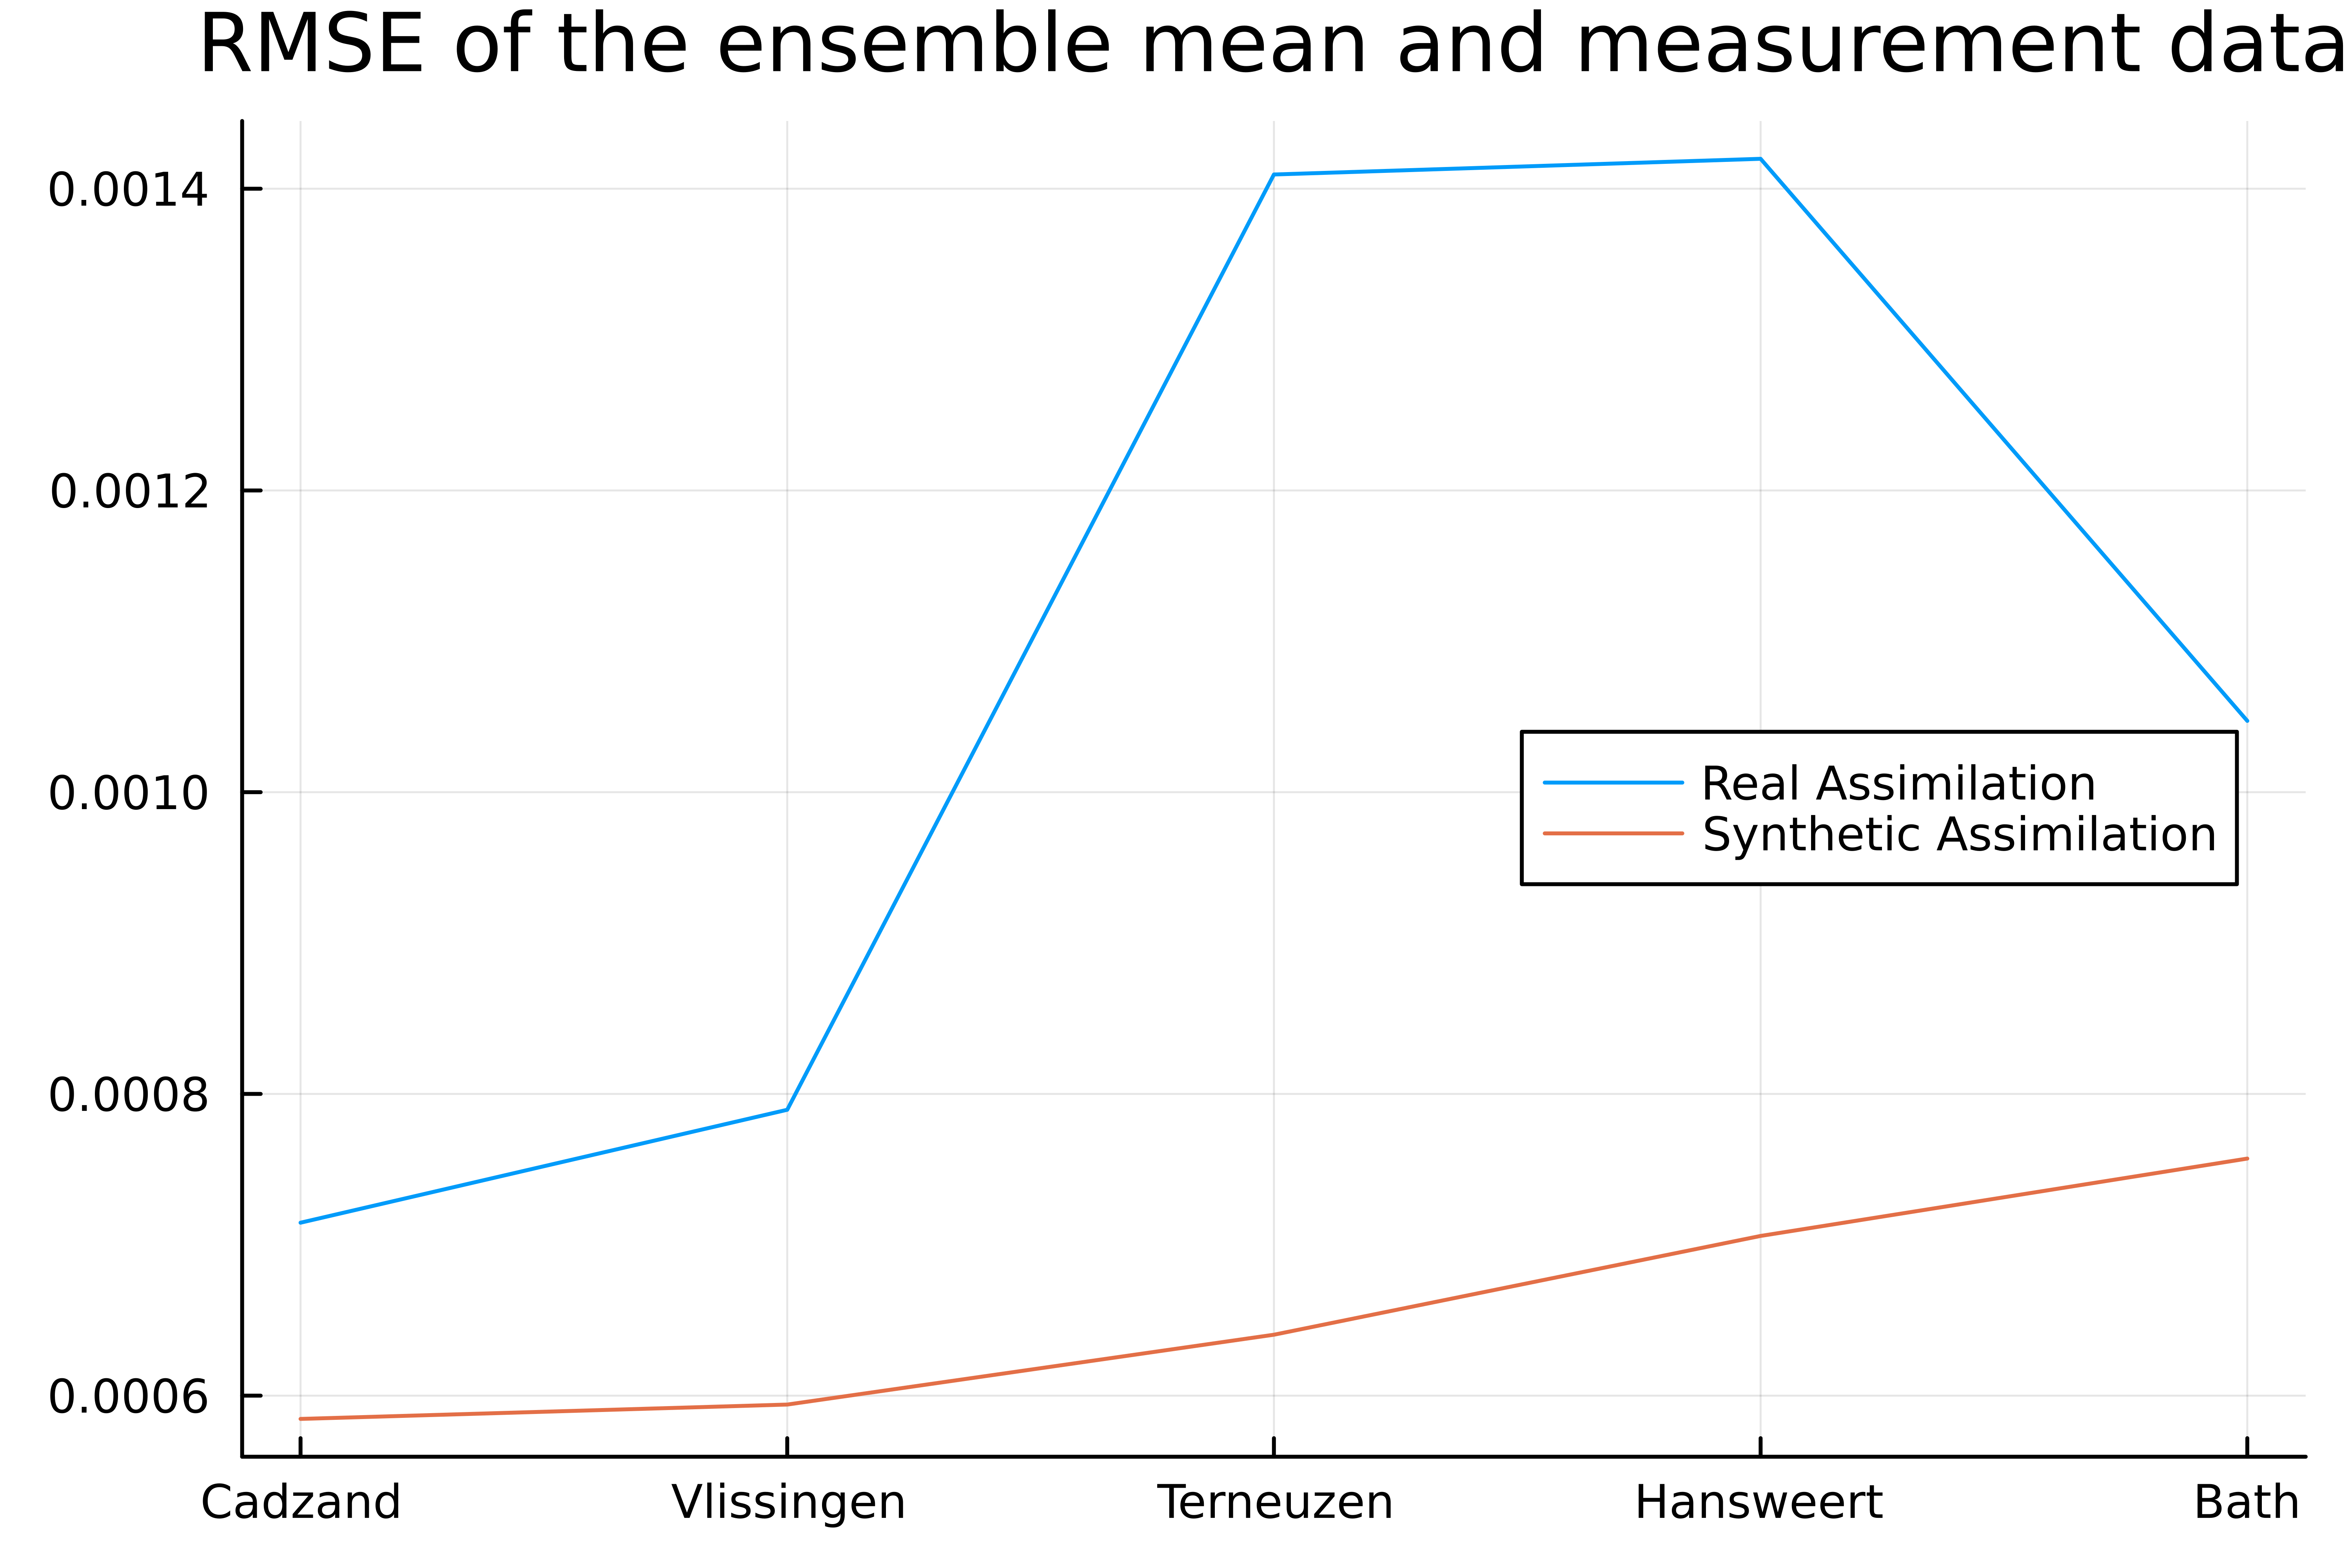 RMSE of the ensemble mean and measurement data
0.0014
0.0012
0.0010
0.0008
0.0006
Real Assimilation
Synthetic Assimilation
Cadzand Vlissingen Terneuzen Hansweert Bath